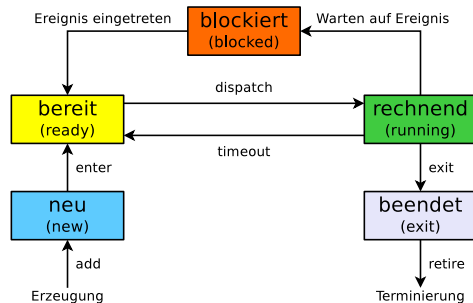 Ereignis eingetreten
blockiert
(blocked)
Warten auf Ereignis
bereit
(ready)
dispatch
rechnend
(running)
timeout
enter
exit
neu
(new)
beendet
(exit)
add
retire
Erzeugung
Terminierung